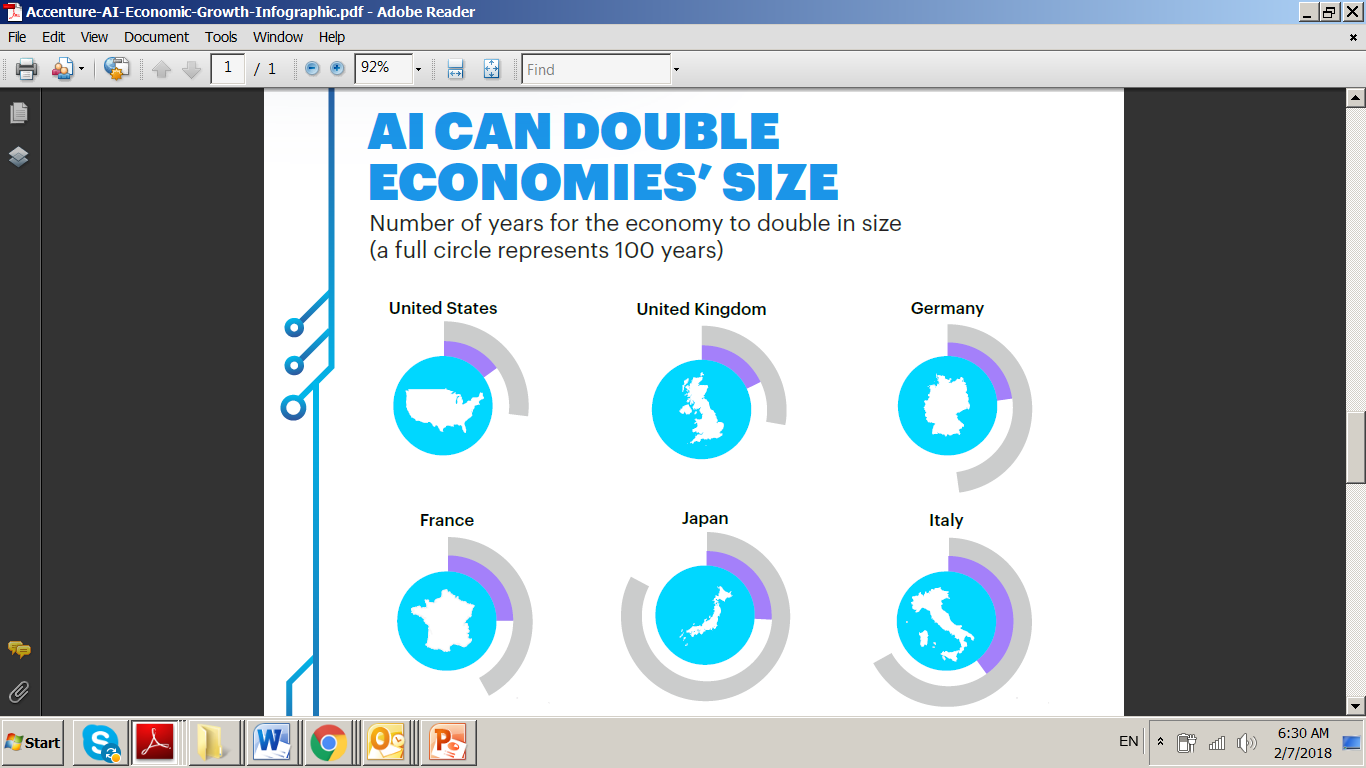 Accenture-AI-Economic-Growth-Infographic.pdf - Adobe Reader
File Edit View Document Tools Window Help
1 / 1 92% Find
AI CAN DOUBLE
ECONOMIES’ SIZE
Number of years for the economy to double in size
(a full circle represents 100 years)
United States United Kingdom Germany
France Japan Italy
Start EN 6:30 AM
2/7/2018